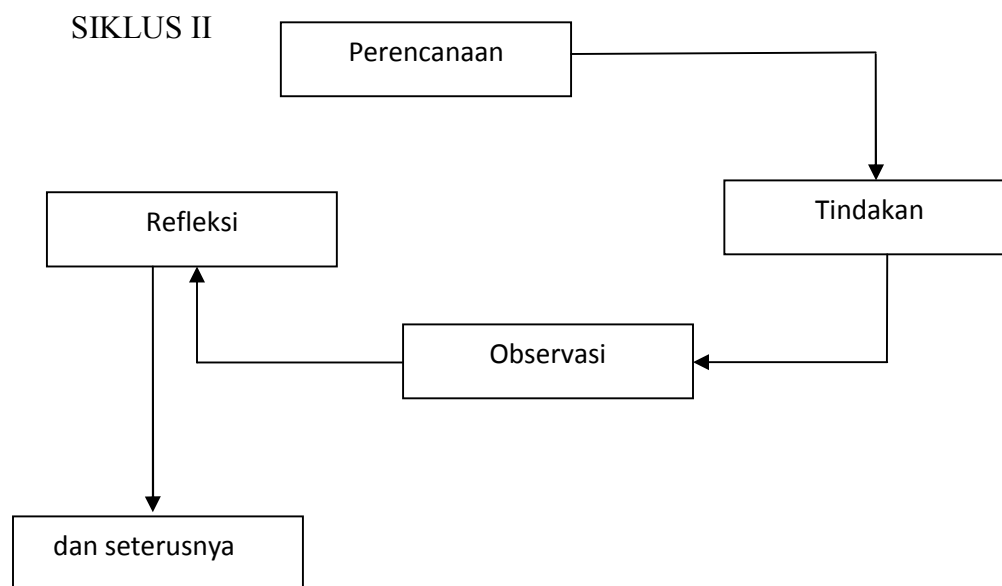 SIKLUS II
Perencanaan
Tindakan
Refleksi
Observasi
dan seterusnya